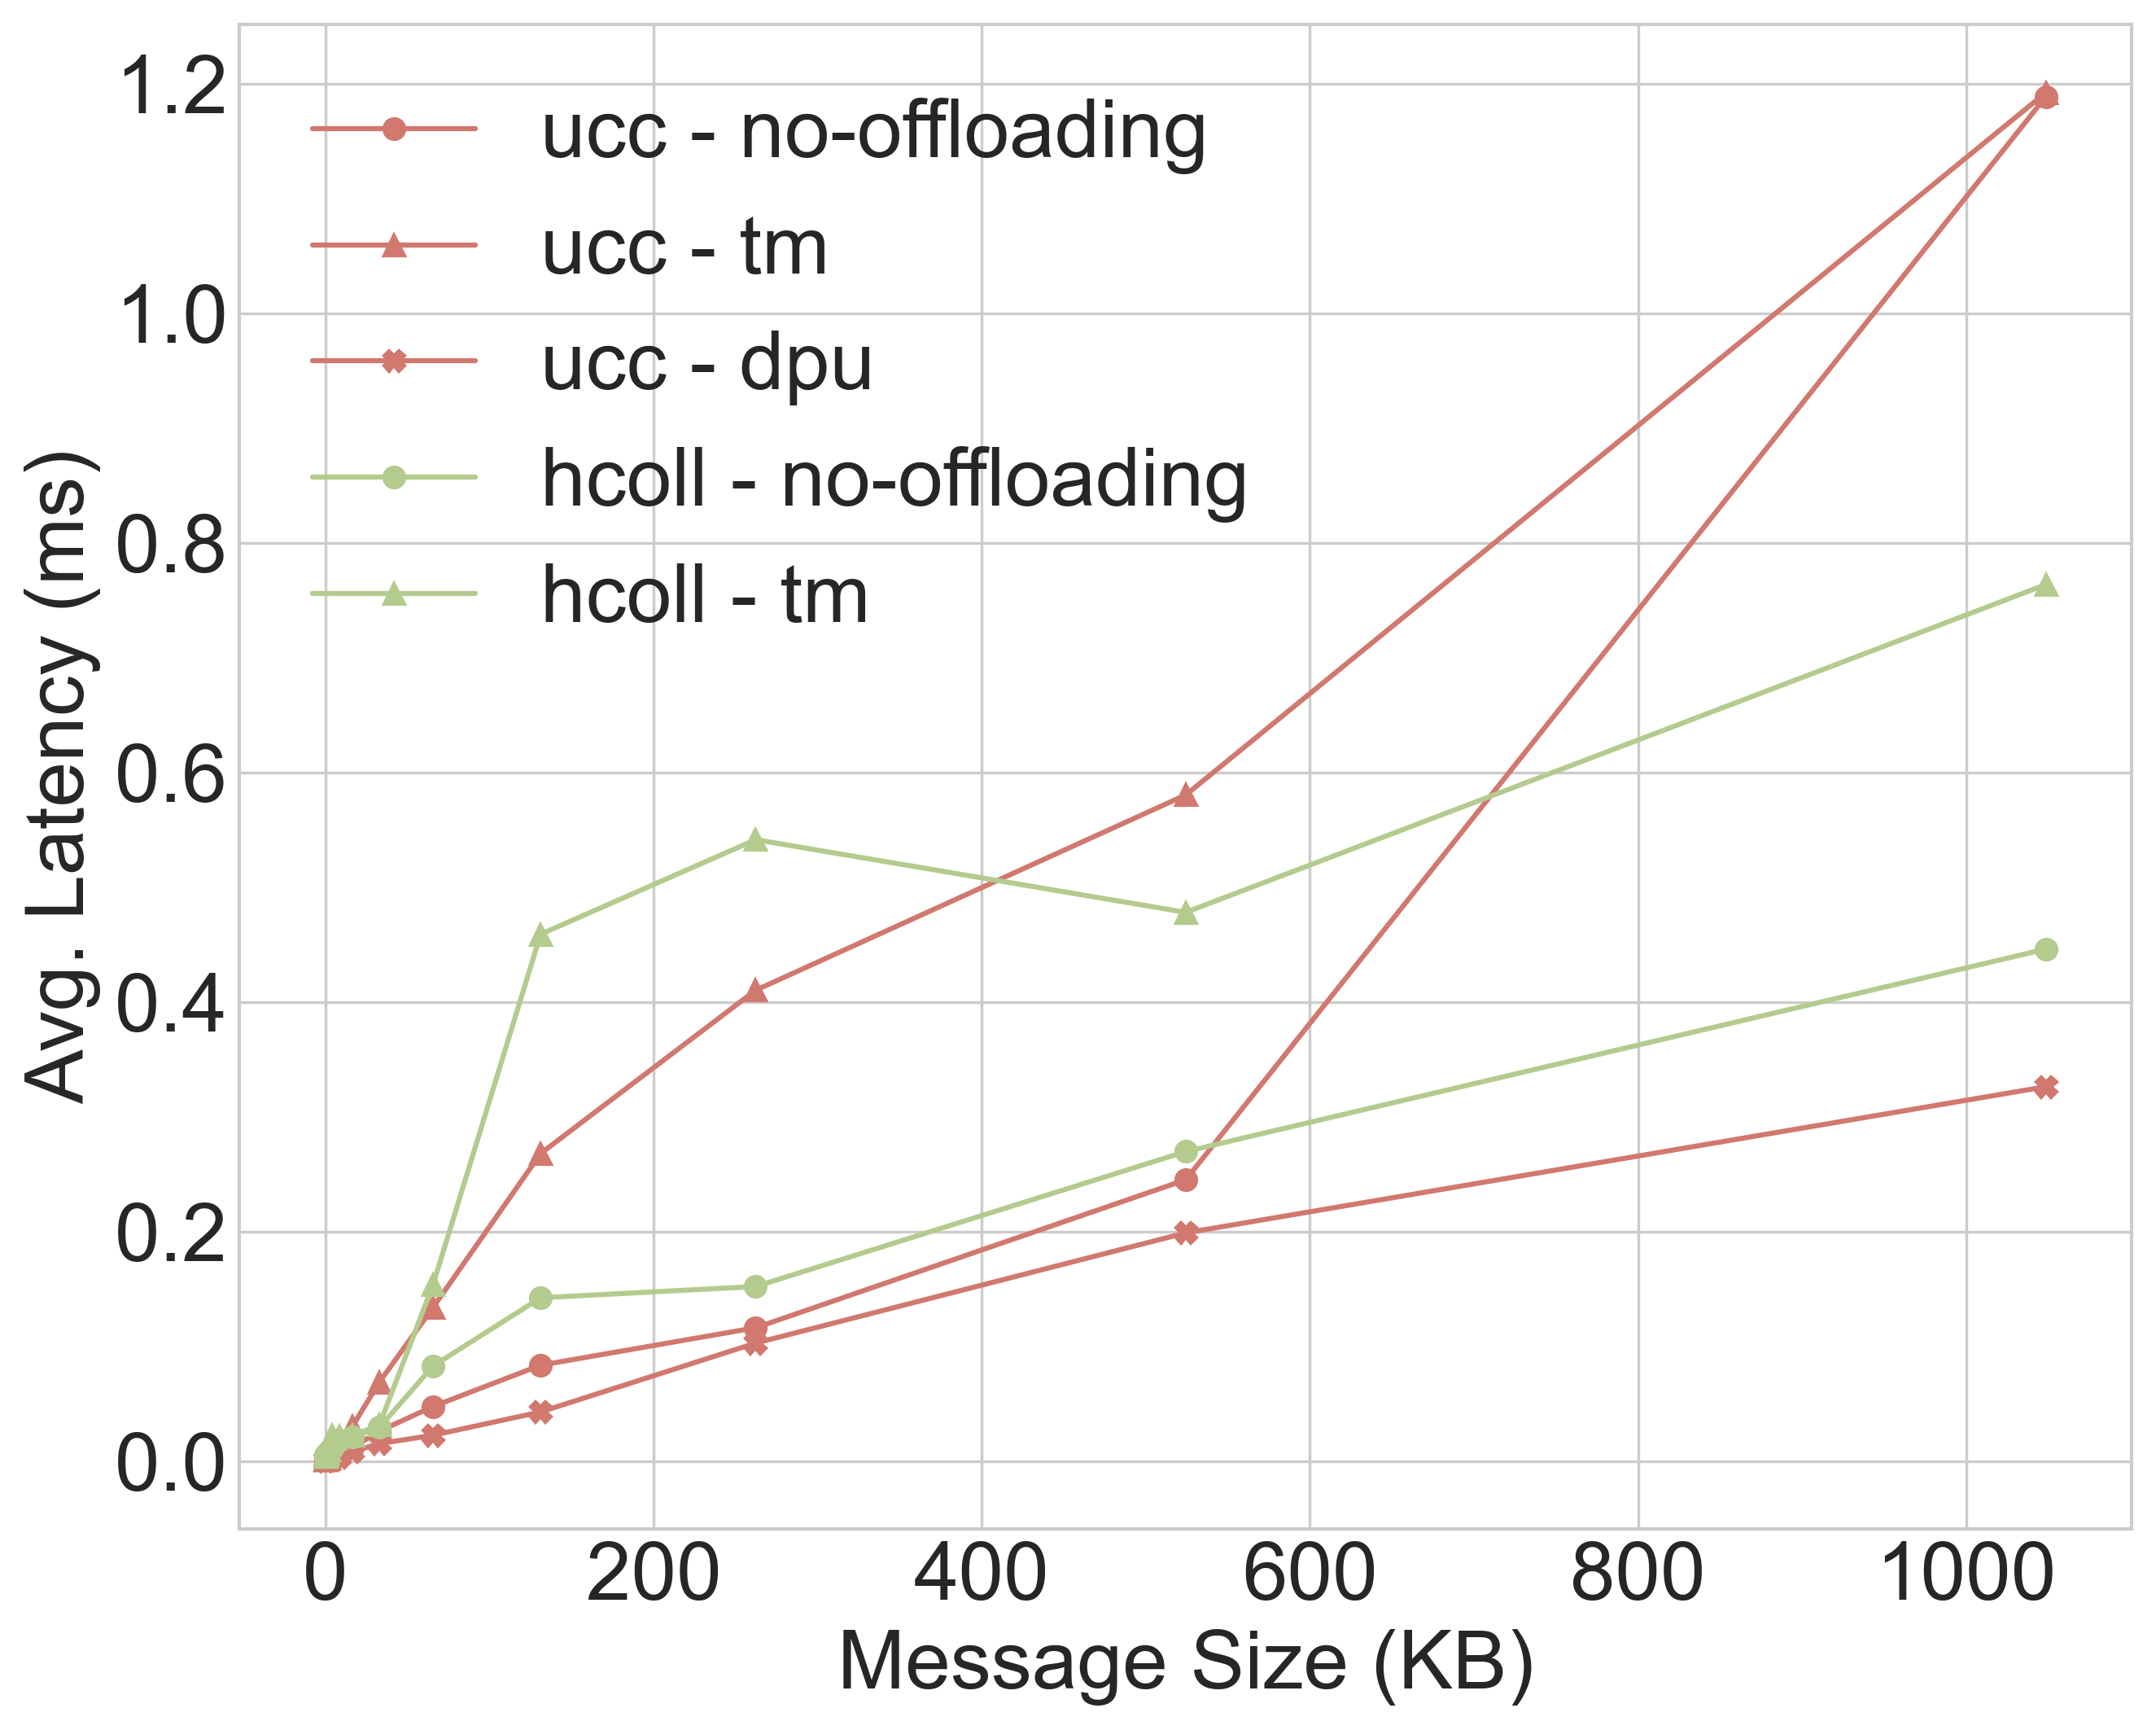 1.2
1.0
0.8
0.6
0.4
0.2
0.0
Avg. Latency (ms)
ucc - no-offloading
ucc - tm
ucc - dpu
hcoll - no-offloading
hcoll - tm
0 200 400 600 800 1000
Message Size (KB)